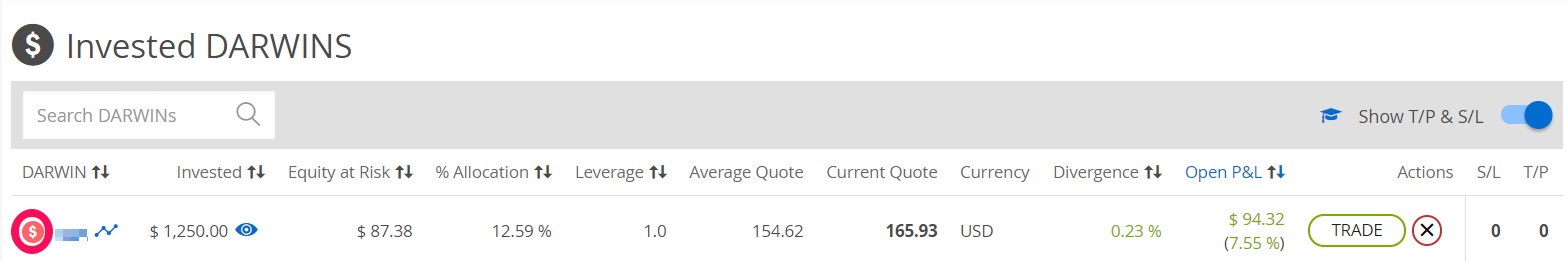 $ Invested DARWINS
Search DARWINs
Show T/P & S/L
DARWIN Invested Equity at Risk % Allocation Leverage Average Quote Current Quote Currency Divergence Open P&L Actions S/L T/P
$ $ 1,250.00 $ 87.38 12.59 % 1.0 154.62 165.93 USD 0.23 % $ 94.32 TRADE 0 0
(7.55 %)